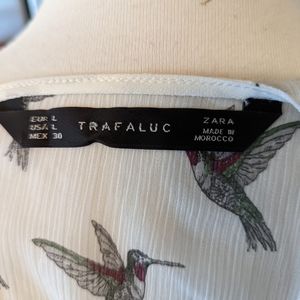 EUR L
USA L
MEX 30
TRAFALUC
ZARA
MADE IN
MOROCCO